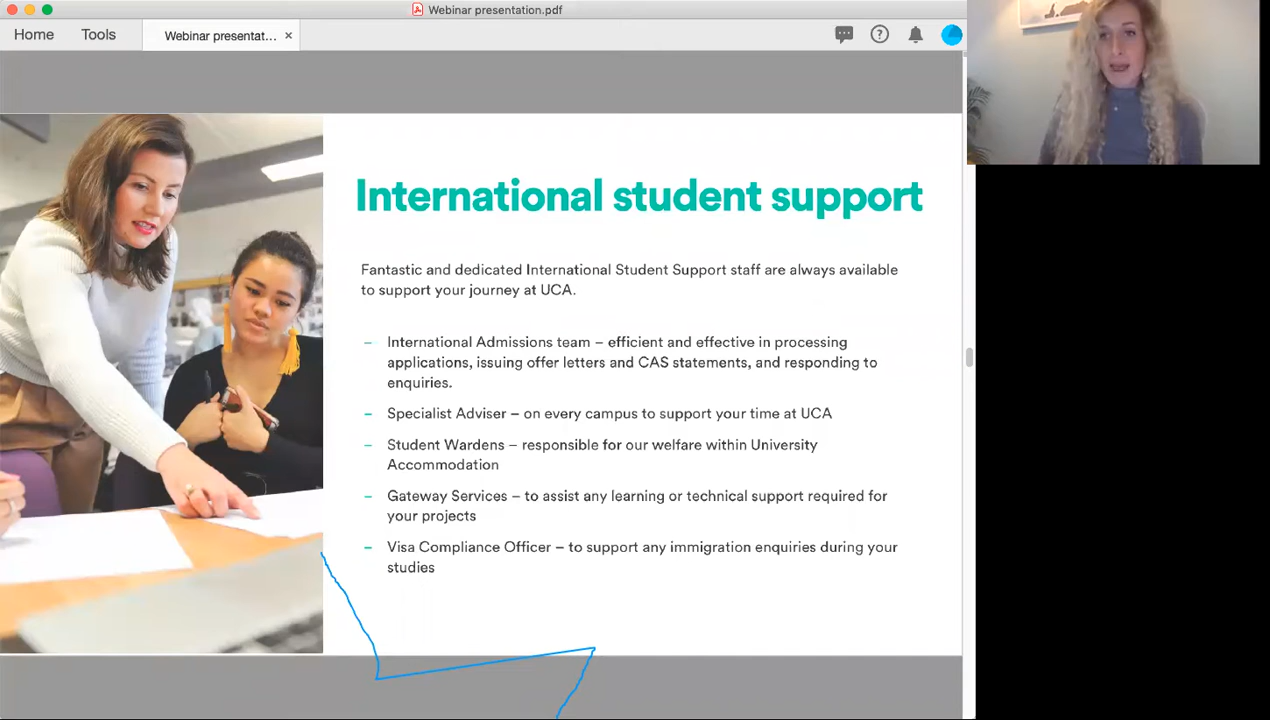 Webinar presentation.pdf
Home Tools Webinar presentat... ×
International student support
Fantastic and dedicated International Student Support staff are always available
to support your journey at UCA.
– International Admissions team – efficient and effective in processing
applications, issuing offer letters and CAS statements, and responding to
enquiries.
– Specialist Adviser – on every campus to support your time at UCA
– Student Wardens – responsible for our welfare within University
Accommodation
– Gateway Services – to assist any learning or technical support required for
your projects
– Visa Compliance Officer – to support any immigration enquiries during your
studies